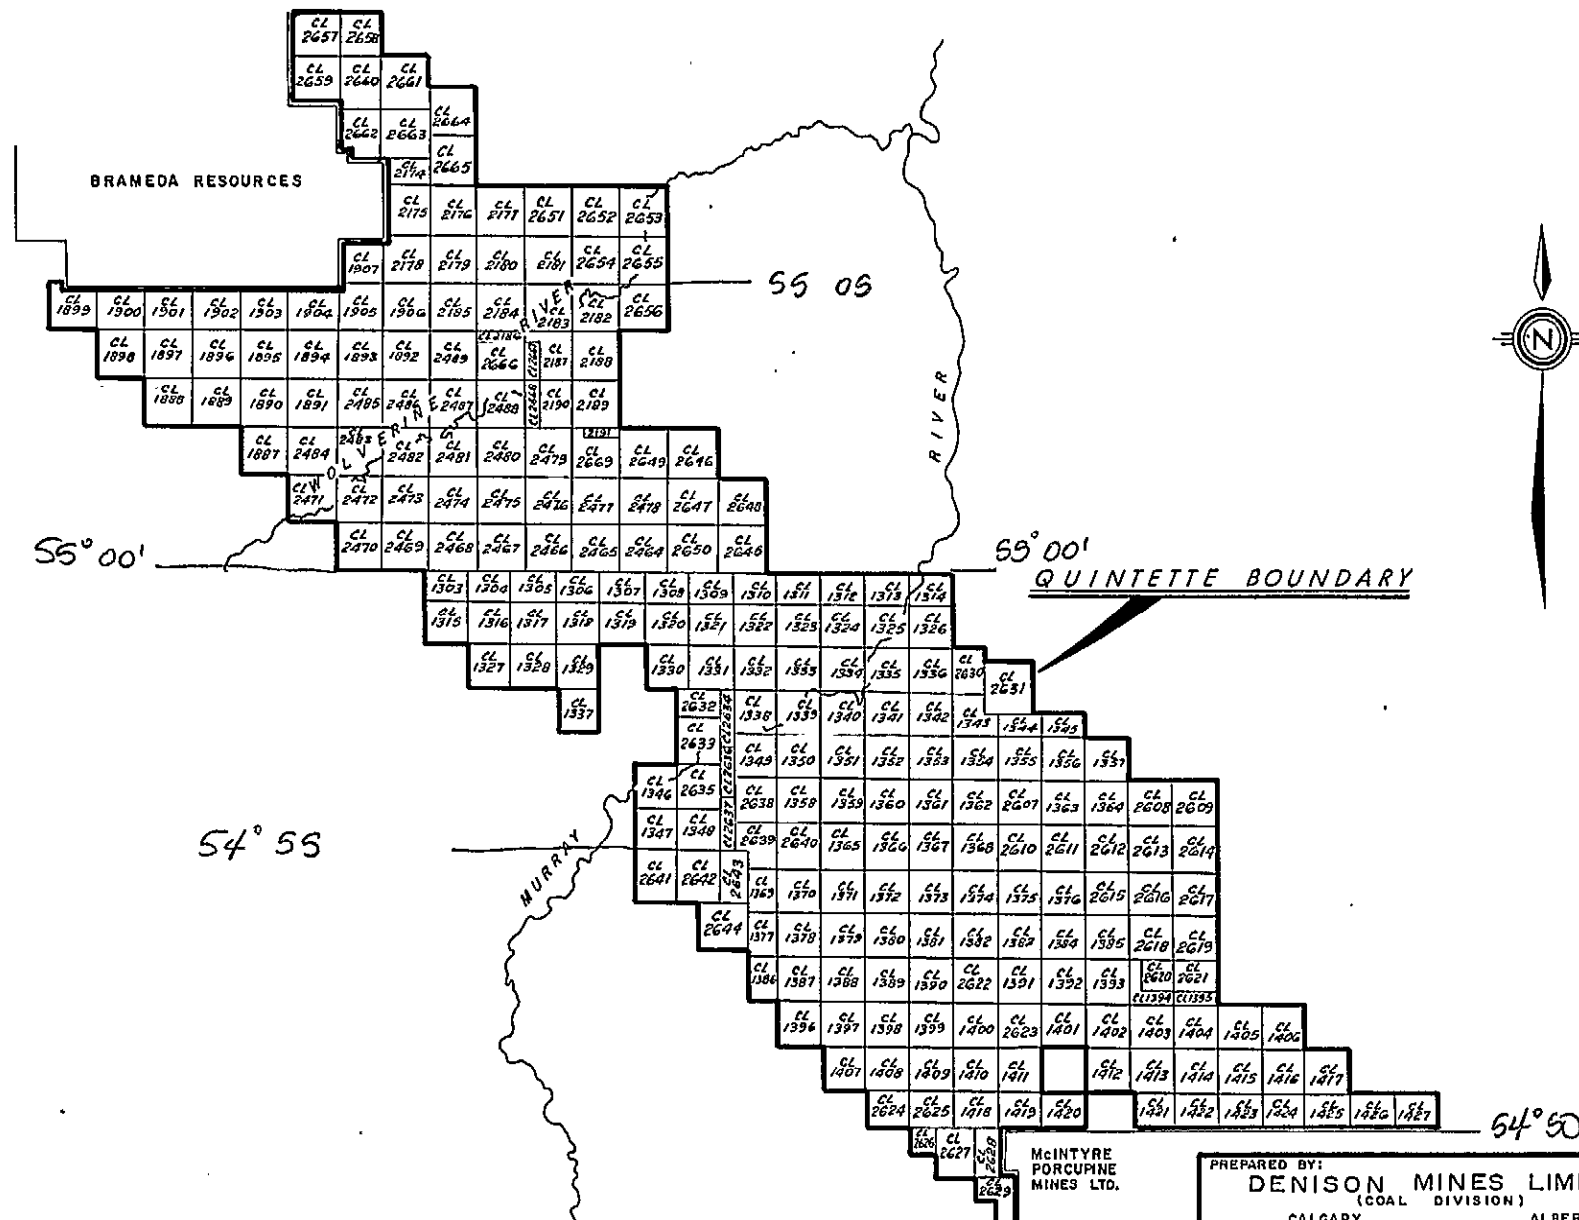 CL 2657 CL 2658
CL 2659 CL 2660 CL 2661
CL 2664
CL 2662 CL 2663
CL 2665
CL 2174
BRAMEDA RESOURCES
CL 2175 CL 2176 CL 2177 CL 2651 CL 2652 CL 2653
CL 1907 CL 2178 CL 2179 CL 2180 CL 2181 CL 2654 CL 2655
55 05
CL 1899 CL 1900 CL 1901 CL 1902 CL 1903 CL 1904 CL 1905 CL 1906 CL 2185 CL 2184 CL 2183 CL 2182 CL 2656
CL 2186
CL 1898 CL 1897 CL 1896 CL 1895 CL 1894 CL 1893 CL 1892 CL 2489 CL 2666 CL 2667 CL 2187 CL 2188
CL 1888 CL 1889 CL 1890 CL 1891 CL 2485 CL 2486 CL 2487 CL 2488 CL 2668 CL 2190 CL 2189
2191
CL 1887 CL 2484 CL 2483 CL 2482 CL 2481 CL 2480 CL 2479 CL 2669 CL 2649 CL 2646
WOLVERINE RIVER
CL 2471 CL 2472 CL 2473 CL 2474 CL 2475 CL 2476 CL 2477 CL 2478 CL 2647 CL 2648
CL 2470 CL 2469 CL 2468 CL 2467 CL 2466 CL 2465 CL 2464 CL 2650
RIVER
N
55° 00'
55° 00'
QUINTETTE BOUNDARY
CL 1303 CL 1304 CL 1305 CL 1306 CL 1307 CL 1308 CL 1309 CL 1310 CL 1311 CL 1312 CL 1313 CL 1314
CL 1315 CL 1316 CL 1317 CL 1318 CL 1319 CL 1320 CL 1321 CL 1322 CL 1323 CL 1324 CL 1325 CL 1326
CL 1327 CL 1328 CL 1329 CL 1330 CL 1331 CL 1332 CL 1333 CL 1334 CL 1335 CL 1336 CL 2630 CL 2631
CL 1337 CL 2632 CL 2634 CL 1338 CL 1339 CL 1340 CL 1341 CL 1342 CL 1343 CL 1344 CL 1345
CL 2633 CL 2636 CL 1349 CL 1350 CL 1351 CL 1352 CL 1353 CL 1354 CL 1355 CL 1356 CL 1357
CL 1346 CL 2635 CL 2637 CL 2638 CL 1358 CL 1359 CL 1360 CL 1361 CL 1362 CL 2607 CL 1363 CL 1364 CL 2608 CL 2609
CL 1347 CL 1348 CL 2639 CL 2640 CL 1365 CL 1366 CL 1367 CL 1368 CL 2610 CL 2611 CL 2612 CL 2613 CL 2614
54° 55
MURRAY
CL 2641 CL 2642 CL 2643 CL 1369 CL 1370 CL 1371 CL 1372 CL 1373 CL 1374 CL 1375 CL 1376 CL 2615 CL 2616 CL 2617
CL 2644 CL 1377 CL 1378 CL 1379 CL 1380 CL 1381 CL 1382 CL 1383 CL 1384 CL 1385 CL 2618 CL 2619
CL 1386 CL 1387 CL 1388 CL 1389 CL 1390 CL 2622 CL 1391 CL 1392 CL 1393 CL 2620 CL 2621
CL 1394 CL 1395
CL 1396 CL 1397 CL 1398 CL 1399 CL 1400 CL 2623 CL 1401 CL 1402 CL 1403 CL 1404 CL 1405 CL 1406
CL 1407 CL 1408 CL 1409 CL 1410 CL 1411 CL 1412 CL 1413 CL 1414 CL 1415 CL 1416 CL 1417
CL 2624 CL 2625 CL 1418 CL 1419 CL 1420 CL 1421 CL 1422 CL 1423 CL 1424 CL 1425 CL 1426 CL 1427
54° 50
CL 2626 CL 2627 CL 2628
CL 2629
McINTYRE
PORCUPINE
MINES LTD.
PREPARED BY:
DENISON MINES LIMI
(COAL DIVISION)
CALGARY ALBER